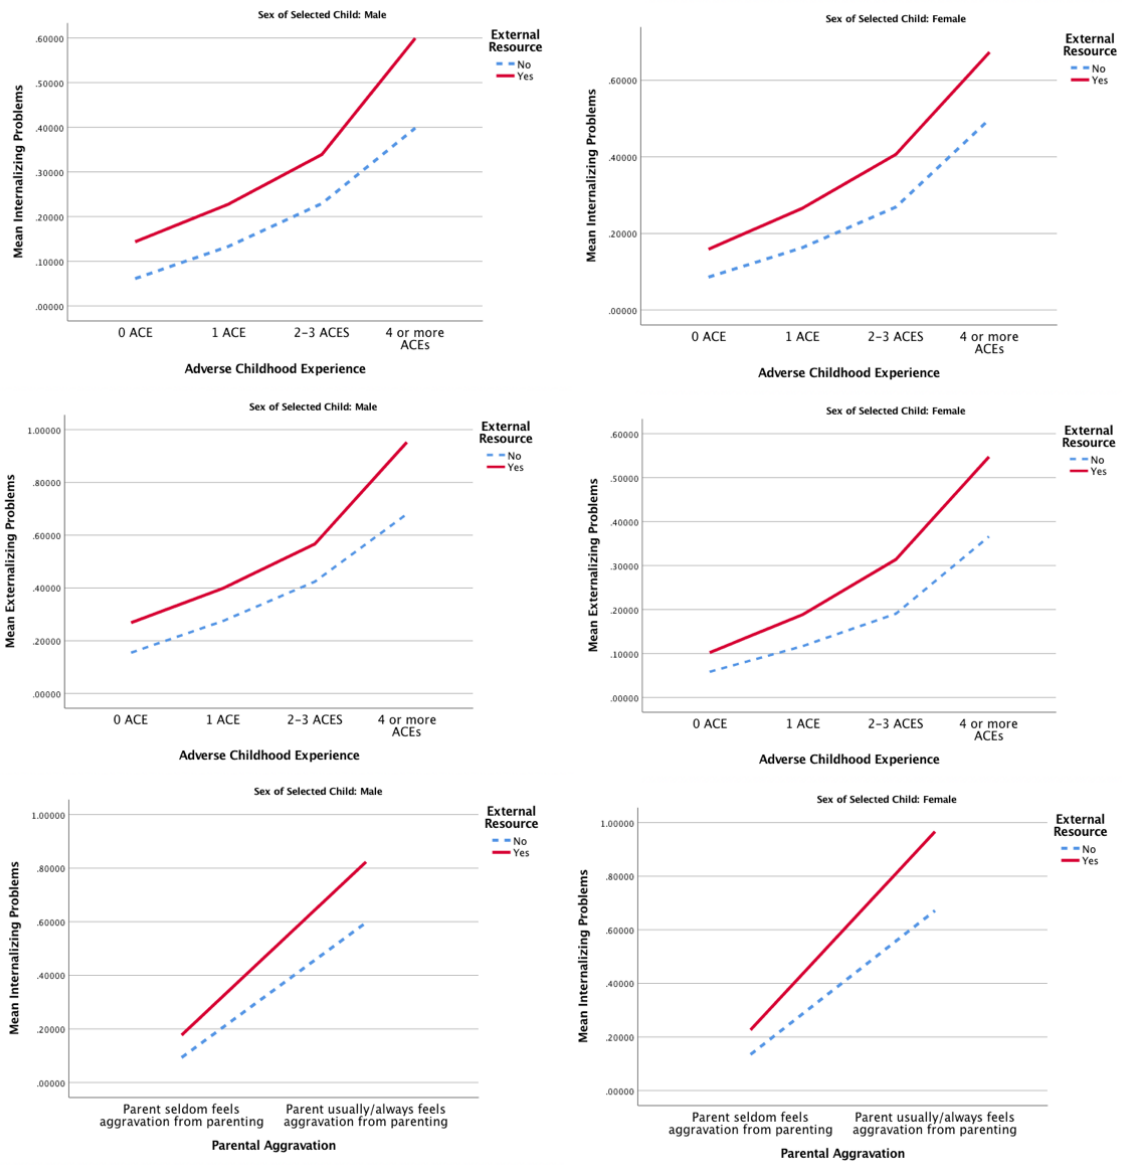 Sex of Selected Child: Male
External
Resource
No
Yes
.60000
.50000
.40000
.30000
.20000
.10000
.00000
Mean Internalizing Problems
0 ACE
1 ACE
2-3 ACES
4 or more
ACEs
Adverse Childhood Experience
Sex of Selected Child: Female
External
Resource
No
Yes
.60000
.40000
.20000
.00000
Mean Internalizing Problems
0 ACE
1 ACE
2-3 ACES
4 or more
ACEs
Adverse Childhood Experience
Sex of Selected Child: Male
External
Resource
No
Yes
1.00000
.80000
.60000
.40000
.20000
.00000
Mean Externalizing Problems
0 ACE
1 ACE
2-3 ACES
4 or more
ACEs
Adverse Childhood Experience
Sex of Selected Child: Female
External
Resource
No
Yes
.60000
.50000
.40000
.30000
.20000
.10000
.00000
Mean Externalizing Problems
0 ACE
1 ACE
2-3 ACES
4 or more
ACEs
Adverse Childhood Experience
Sex of Selected Child: Male
External
Resource
No
Yes
1.00000
.80000
.60000
.40000
.20000
.00000
Mean Internalizing Problems
Parent seldom feels
aggravation from parenting
Parent usually/always feels
aggravation from parenting
Parental Aggravation
Sex of Selected Child: Female
External
Resource
No
Yes
1.00000
.80000
.60000
.40000
.20000
.00000
Mean Internalizing Problems
Parent seldom feels
aggravation from parenting
Parent usually/always feels
aggravation from parenting
Parental Aggravation